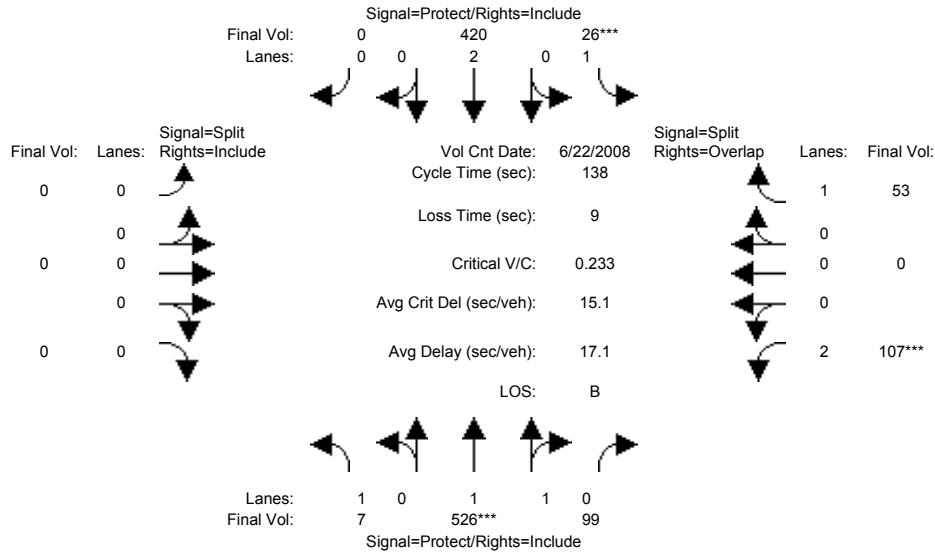 Signal=Protect/Rights=Include
Final Vol: 0 420 26***
Lanes: 0 0 2 0 1
Signal=Split Signal=Split
Final Vol: Lanes: Rights=Include Vol Cnt Date: 6/22/2008 Rights=Overlap Lanes: Final Vol:
Cycle Time (sec): 138
0 0 1 53
Loss Time (sec): 9
0 0
0 0 Critical V/C: 0.233 0 0
0 Avg Crit Del (sec/veh): 15.1 0
0 0 Avg Delay (sec/veh): 17.1 2 107***
LOS: B
Lanes: 1 0 1 1 0
Final Vol: 7 526*** 99
Signal=Protect/Rights=Include